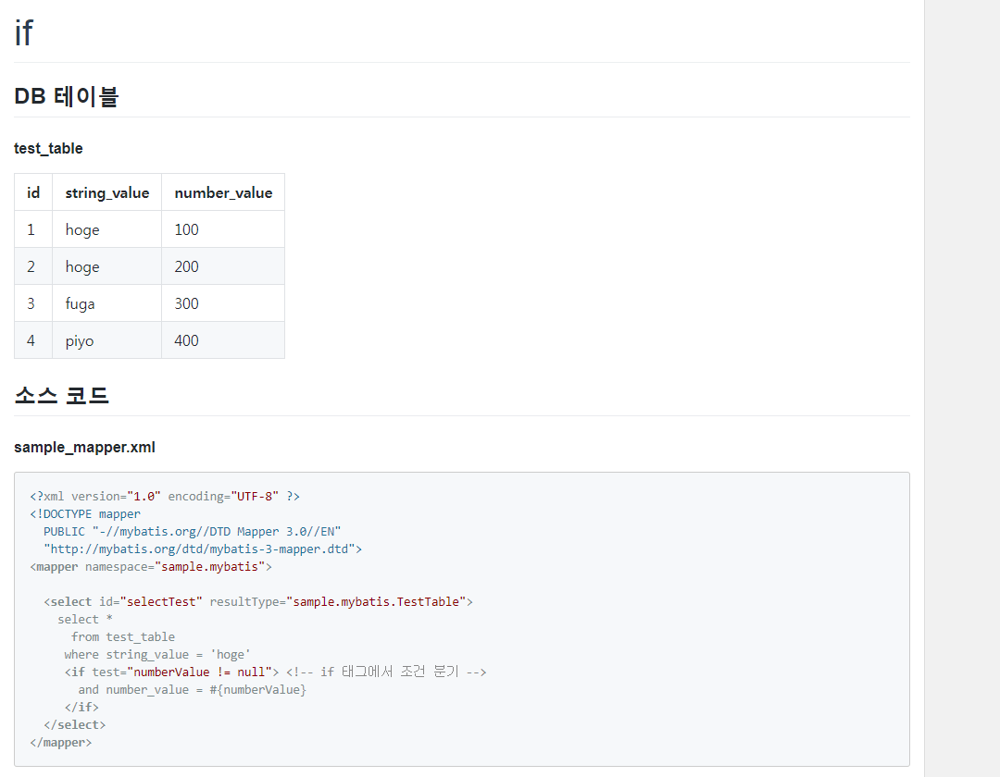 if
DB 테이블
test_table
id string_value number_value
1 hoge 100
2 hoge 200
3 fuga 300
4 piyo 400
소스 코드
sample_mapper.xml
<?xml version="1.0" encoding="UTF-8" ?>
<!DOCTYPE mapper
PUBLIC "-//mybatis.org//DTD Mapper 3.0//EN"
"http://mybatis.org/dtd/mybatis-3-mapper.dtd">
<mapper namespace="sample.mybatis">
<select id="selectTest" resultType="sample.mybatis.TestTable">
select *
from test_table
where string_value = 'hoge'
<if test="numberValue != null"> <!-- if 태그에서 조건 분기 -->
and number_value = #{numberValue}
</if>
</select>
</mapper>